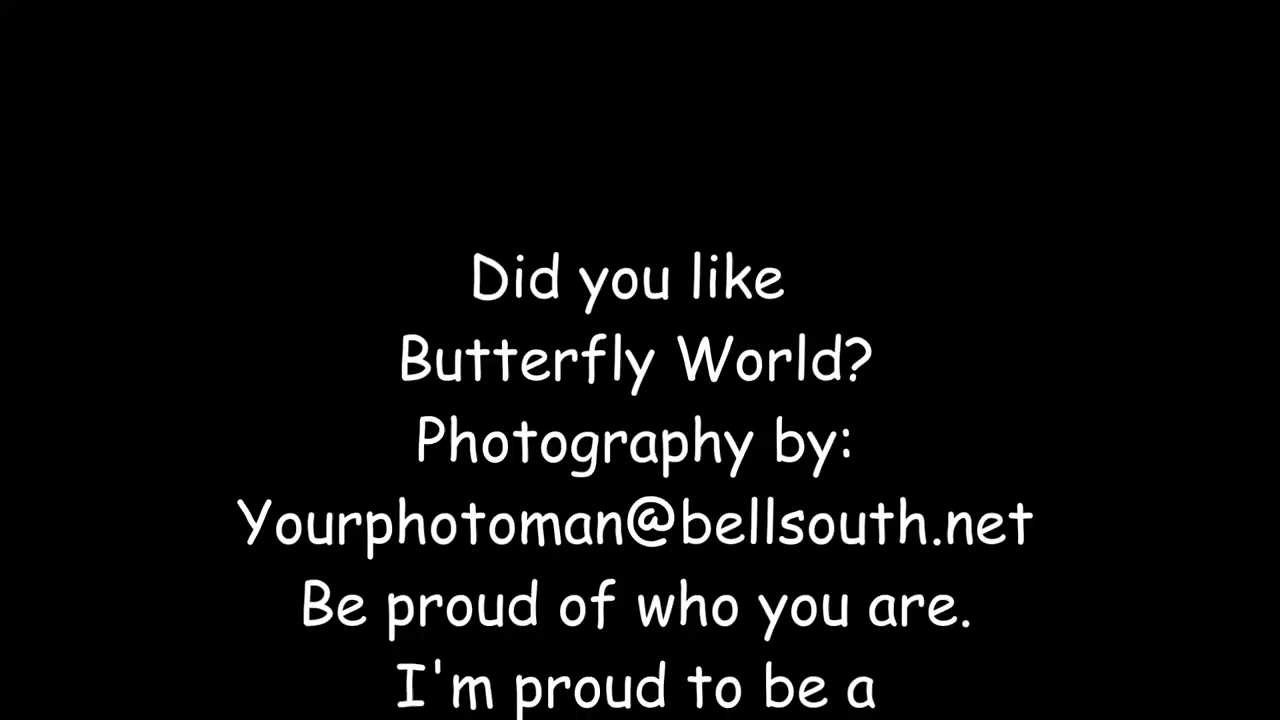 Did you like
Butterfly World?
Photography by:
Yourphotoman@bellsouth.net
Be proud of who you are.
I'm proud to be a